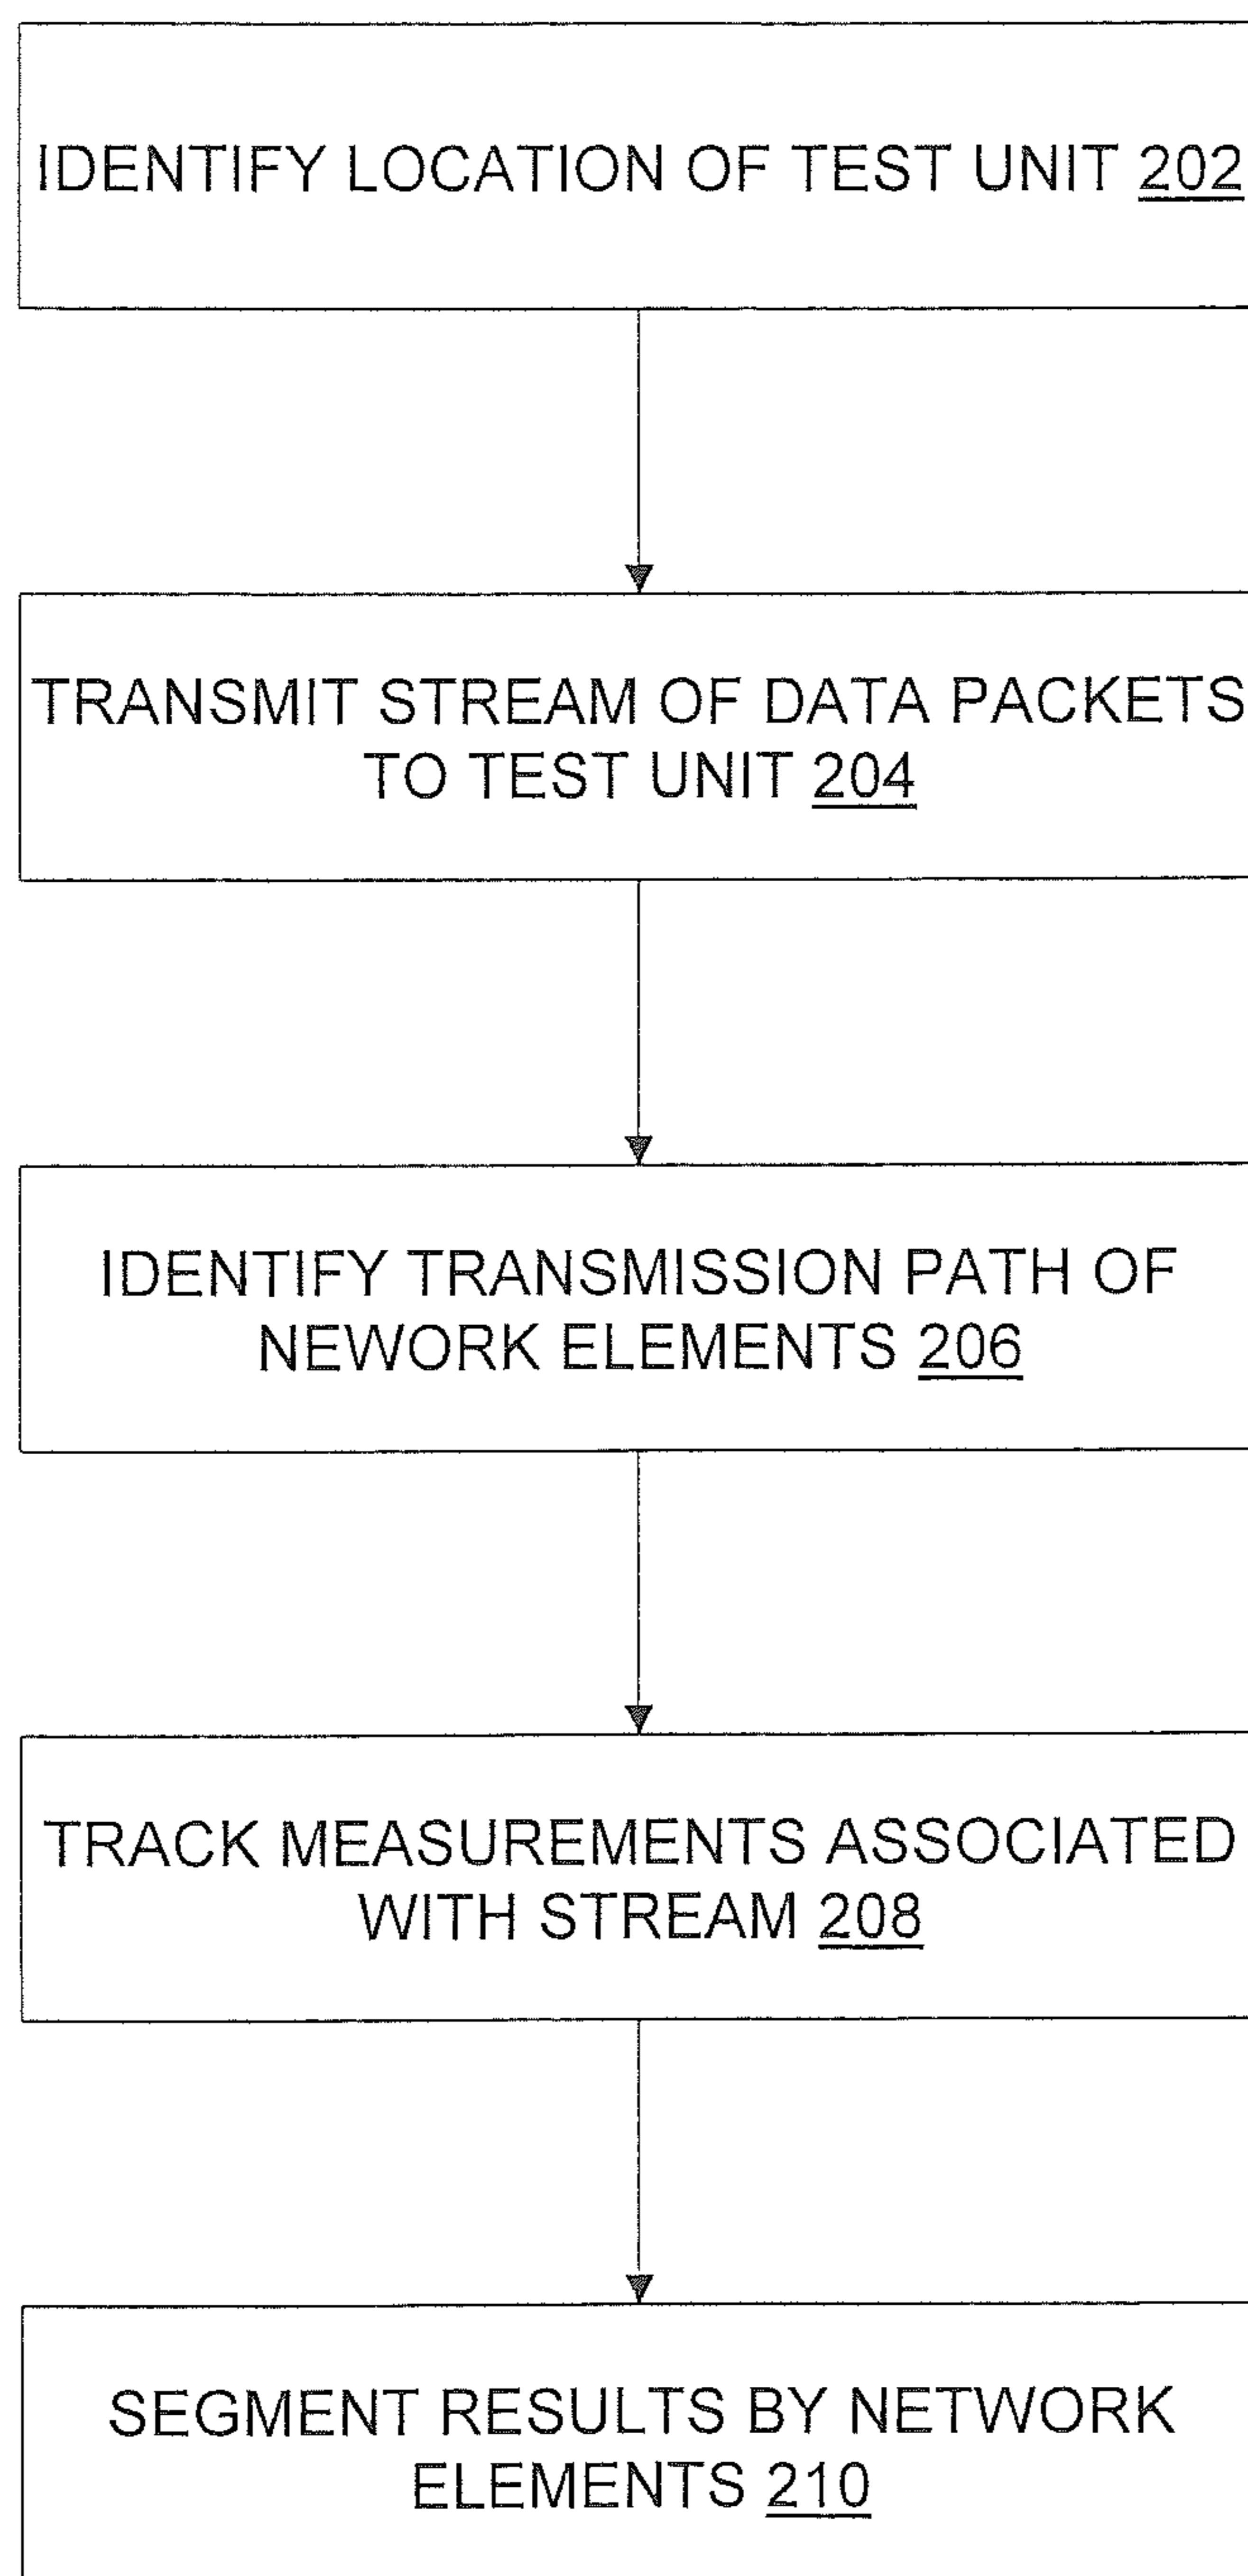 IDENTIFY LOCATION OF TEST UNIT 202
TRANSMIT STREAM OF DATA PACKETS
TO TEST UNIT 204
IDENTIFY TRANSMISSION PATH OF
NEWORK ELEMENTS 206
TRACK MEASUREMENTS ASSOCIATED
WITH STREAM 208
SEGMENT RESULTS BY NETWORK
ELEMENTS 210